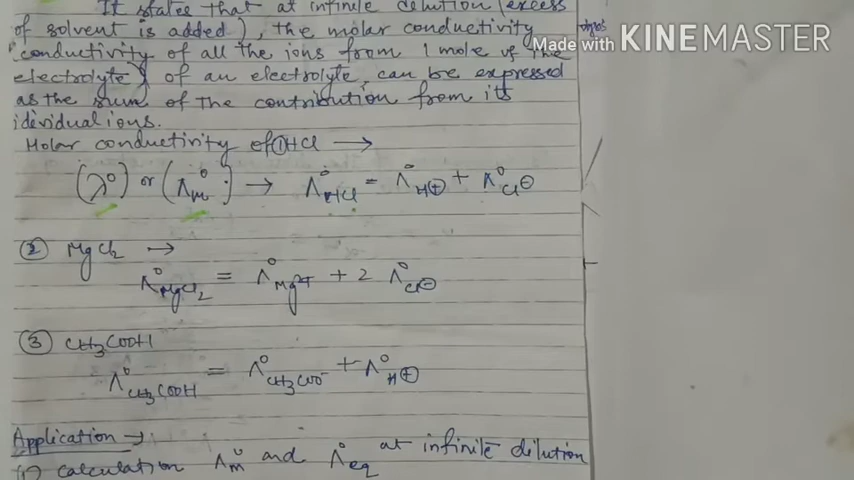 It states that at infinite dilution (excess
of solvent is added), the molar conductivity
(conductivity of all the ions from 1 mole of the
Made with KINEMASTER
electrolyte) of an electrolyte, can be expressed
as the sum of the contribution from its
idividual ions.
Molar conductivity of ① HCl →
(λ°) or (Λ°m) → Λ°HCl = Λ°H⊕ + Λ°Cl⊖
② MgCl₂ →
Λ°MgCl₂ = Λ°Mg²⁺ + 2 Λ°Cl⊖
③ CH₃COOH
Λ°CH₃COOH = Λ°CH₃COO⁻ + Λ°H⊕
Application →
(1) calculation Λ°m and Λ°eq at infinite dilution